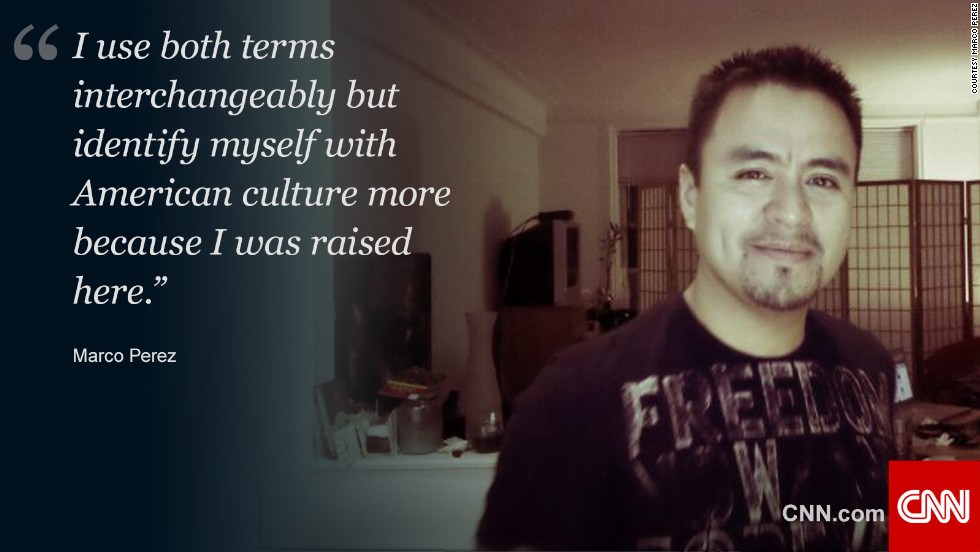 COURTESY MARCO PEREZ
“I use both terms
interchangeably but
identify myself with
American culture more
because I was raised
here.”
Marco Perez
FREEDOM
CNN.com
CNN